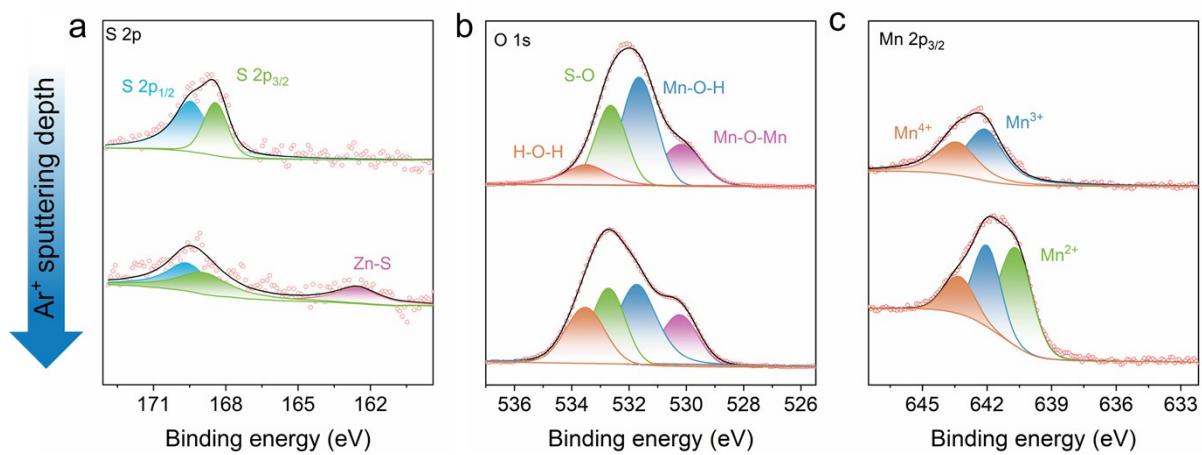 Ar⁺ sputtering depth
a
S 2p
S 2p₁/₂
S 2p₃/₂
Zn-S
171 168 165 162
Binding energy (eV)
b
O 1s
S-O
Mn-O-H
H-O-H
Mn-O-Mn
536 534 532 530 528 526
Binding energy (eV)
c
Mn 2p₃/₂
Mn⁴⁺
Mn³⁺
Mn²⁺
645 642 639 636 633
Binding energy (eV)